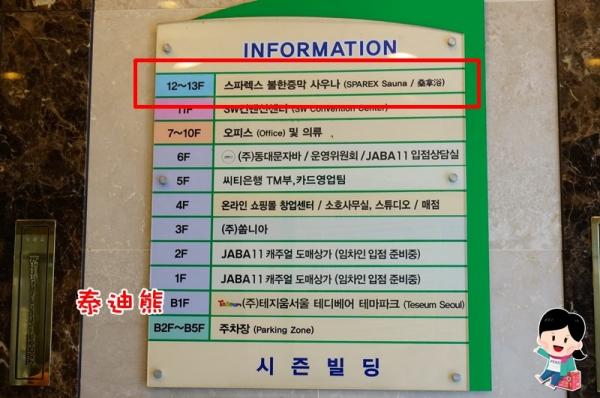 INFORMATION
12~13F 스파렉스 불한증막 사우나 (SPAREX Sauna / 桑拿浴)
11F SW컨벤션센터 (SW Convention Center)
7~10F 오피스 (Office) 및 의류
6F (주)동대문자바 / 운영위원회 / JABA11 입점상담실
5F 씨티은행 TM부, 카드영업팀
4F 온라인 쇼핑몰 창업센터 / 소호사무실, 스튜디오 / 매점
3F (주)쏨니아
2F JABA11 캐주얼 도매상가 (임차인 입점 준비중)
1F JABA11 캐주얼 도매상가 (임차인 입점 준비중)
泰迪熊
B1F Teseum (주)테지움서울 테디베어 테마파크 (Teseum Seoul)
B2F~B5F 주차장 (Parking Zone)
시즌빌딩